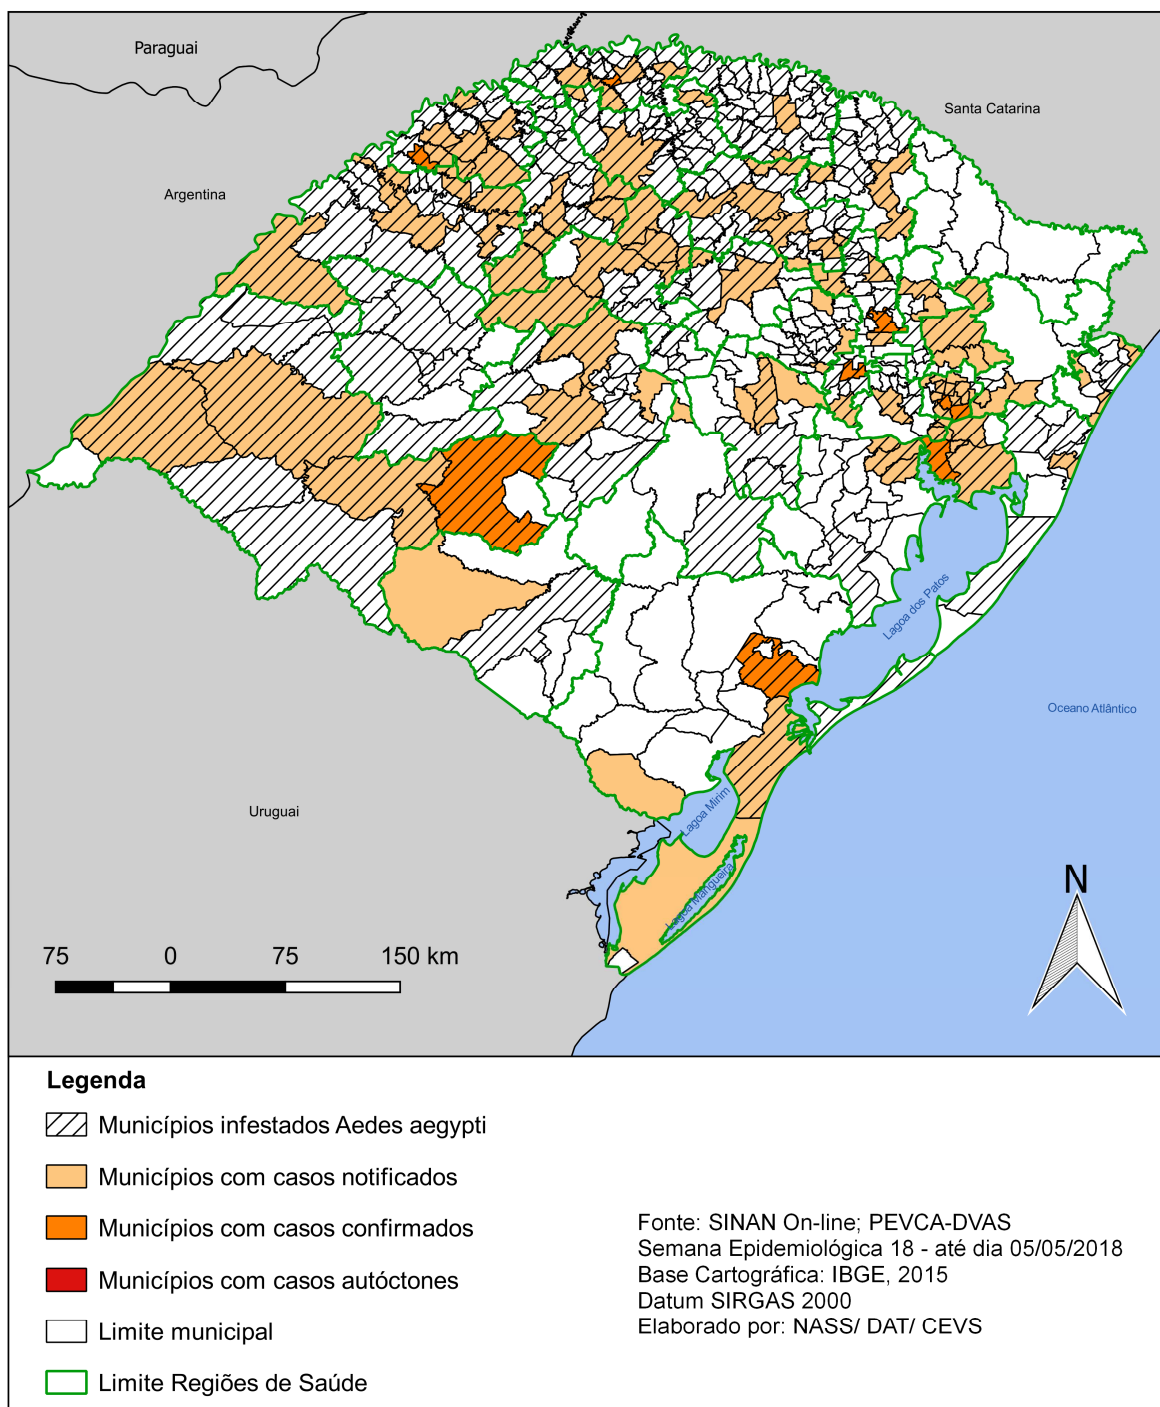 Paraguai
Santa Catarina
Argentina
Lagoa dos Patos
Oceano Atlântico
Lagoa Mirim
Uruguai
Lagoa Mangueira
N
75 0 75 150 km
Legenda
Municípios infestados Aedes aegypti
Municípios com casos notificados
Municípios com casos confirmados
Municípios com casos autóctones
Limite municipal
Limite Regiões de Saúde
Fonte: SINAN On-line; PEVCA-DVAS
Semana Epidemiológica 18 - até dia 05/05/2018
Base Cartográfica: IBGE, 2015
Datum SIRGAS 2000
Elaborado por: NASS/ DAT/ CEVS